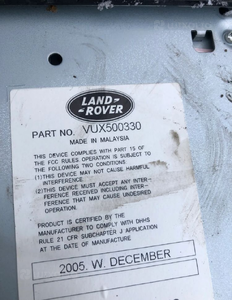 LAND
ROVER
PART NO. VUX500330
MADE IN MALAYSIA
THIS DEVICE COMPLIES WITH PART 15 OF
THE FCC RULES. OPERATION IS SUBJECT TO
THE FOLLOWING TWO CONDITIONS:
(1) THIS DEVICE MAY NOT CAUSE HARMFUL
INTERFERENCE.
(2) THIS DEVICE MUST ACCEPT ANY INTER-
FERENCE RECEIVED INCLUDING INTER-
FERENCE THAT MAY CAUSE UNDESIRED
OPERATION.
PRODUCT IS CERTIFIED BY THE
MANUFACTURER TO COMPLY WITH DHHS
RULE 21 CFR SUBCHAPTER J APPLICATION
AT THE DATE OF MANUFACTURE
2005. W. DECEMBER